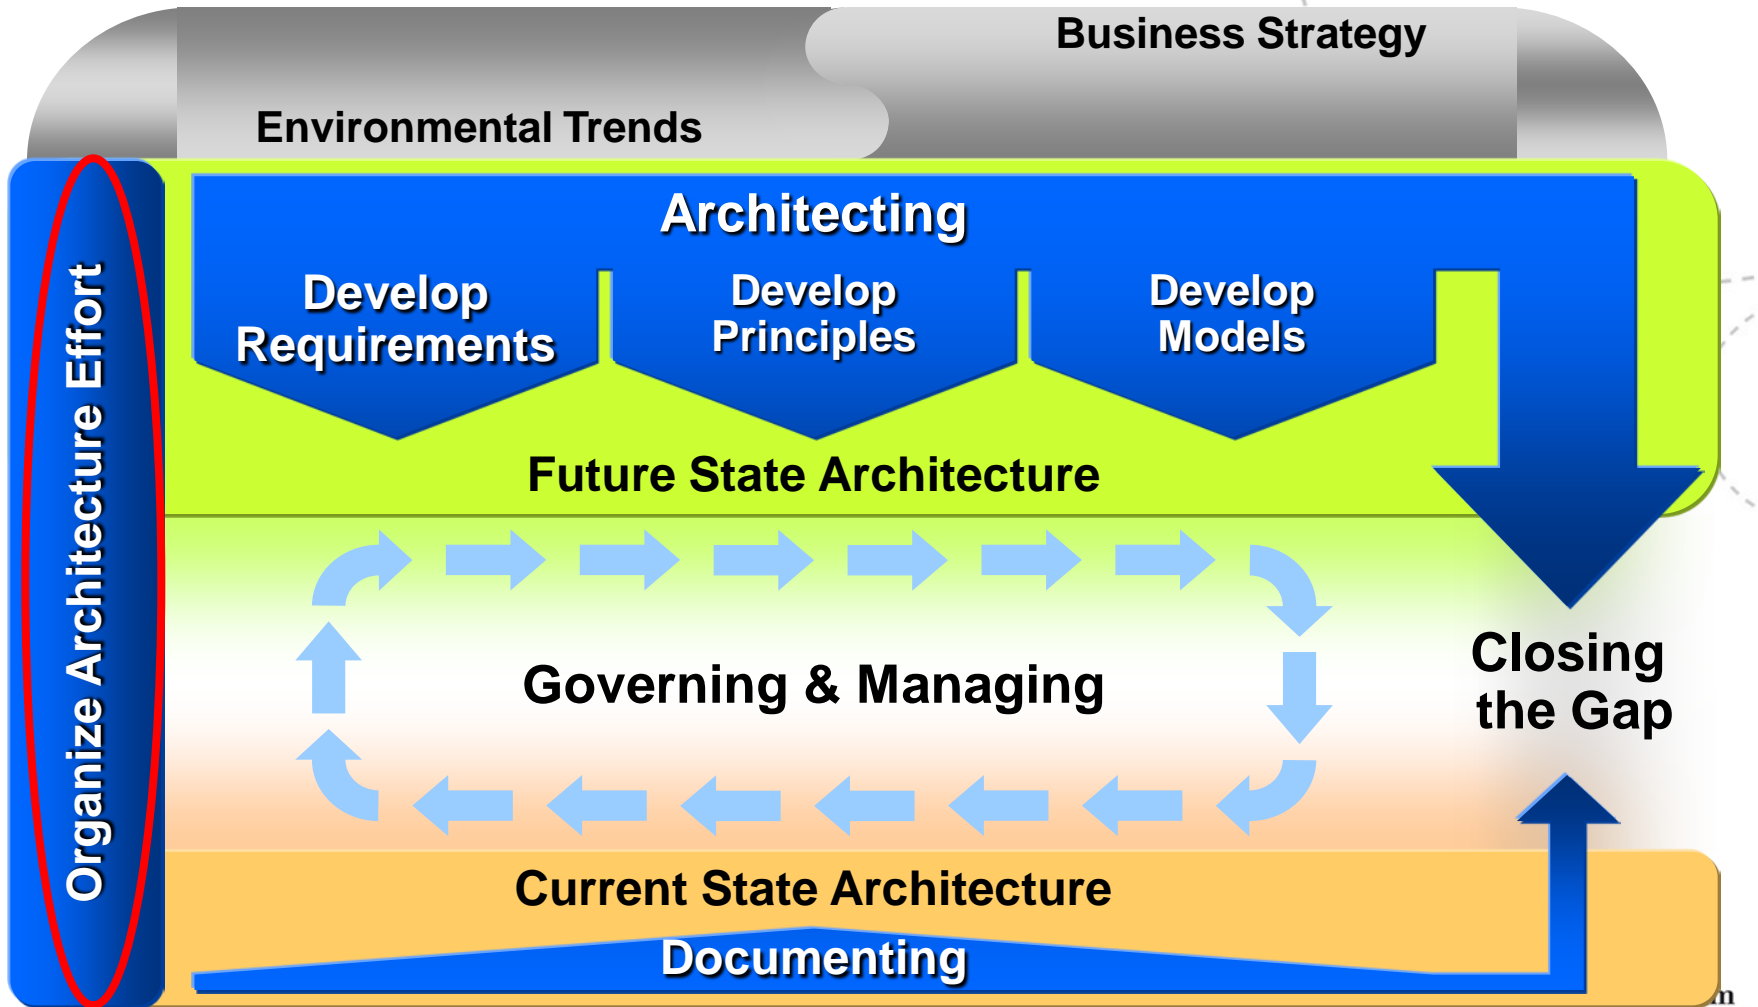 Business Strategy
Environmental Trends
Organize Architecture Effort
Architecting
Develop
Requirements
Develop
Principles
Develop
Models
Future State Architecture
Governing & Managing
Closing
the Gap
Current State Architecture
Documenting